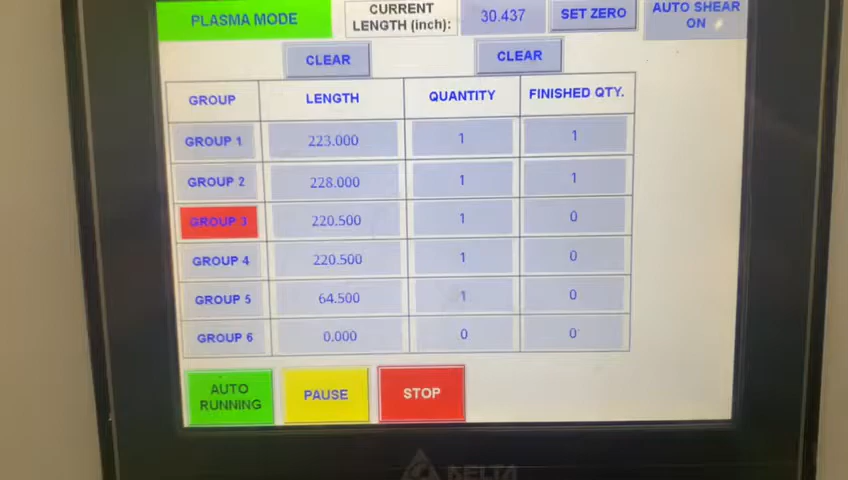 PLASMA MODE
CURRENT LENGTH (inch):
30.437
SET ZERO
AUTO SHEAR ON
CLEAR
CLEAR
GROUP LENGTH QUANTITY FINISHED QTY.
GROUP 1 223.000 1 1
GROUP 2 228.000 1 1
GROUP 3 220.500 1 0
GROUP 4 220.500 1 0
GROUP 5 64.500 1 0
GROUP 6 0.000 0 0
AUTO RUNNING
PAUSE
STOP
DELTA